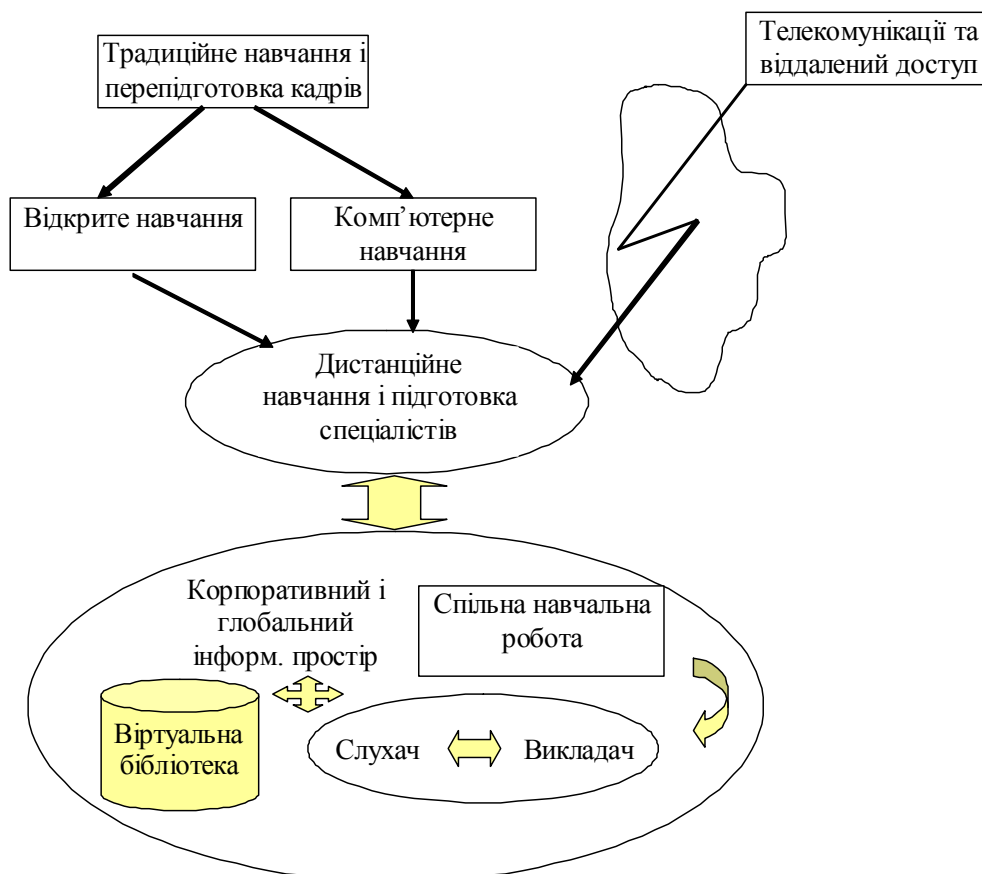 Традиційне навчання і
перепідготовка кадрів
Телекомунікації та
віддалений доступ
Відкрите навчання
Комп’ютерне
навчання
Дистанційне
навчання і підготовка
спеціалістів
Корпоративний і
глобальний
інформ. простір
Спільна навчальна
робота
Віртуальна
бібліотека
Слухач
Викладач